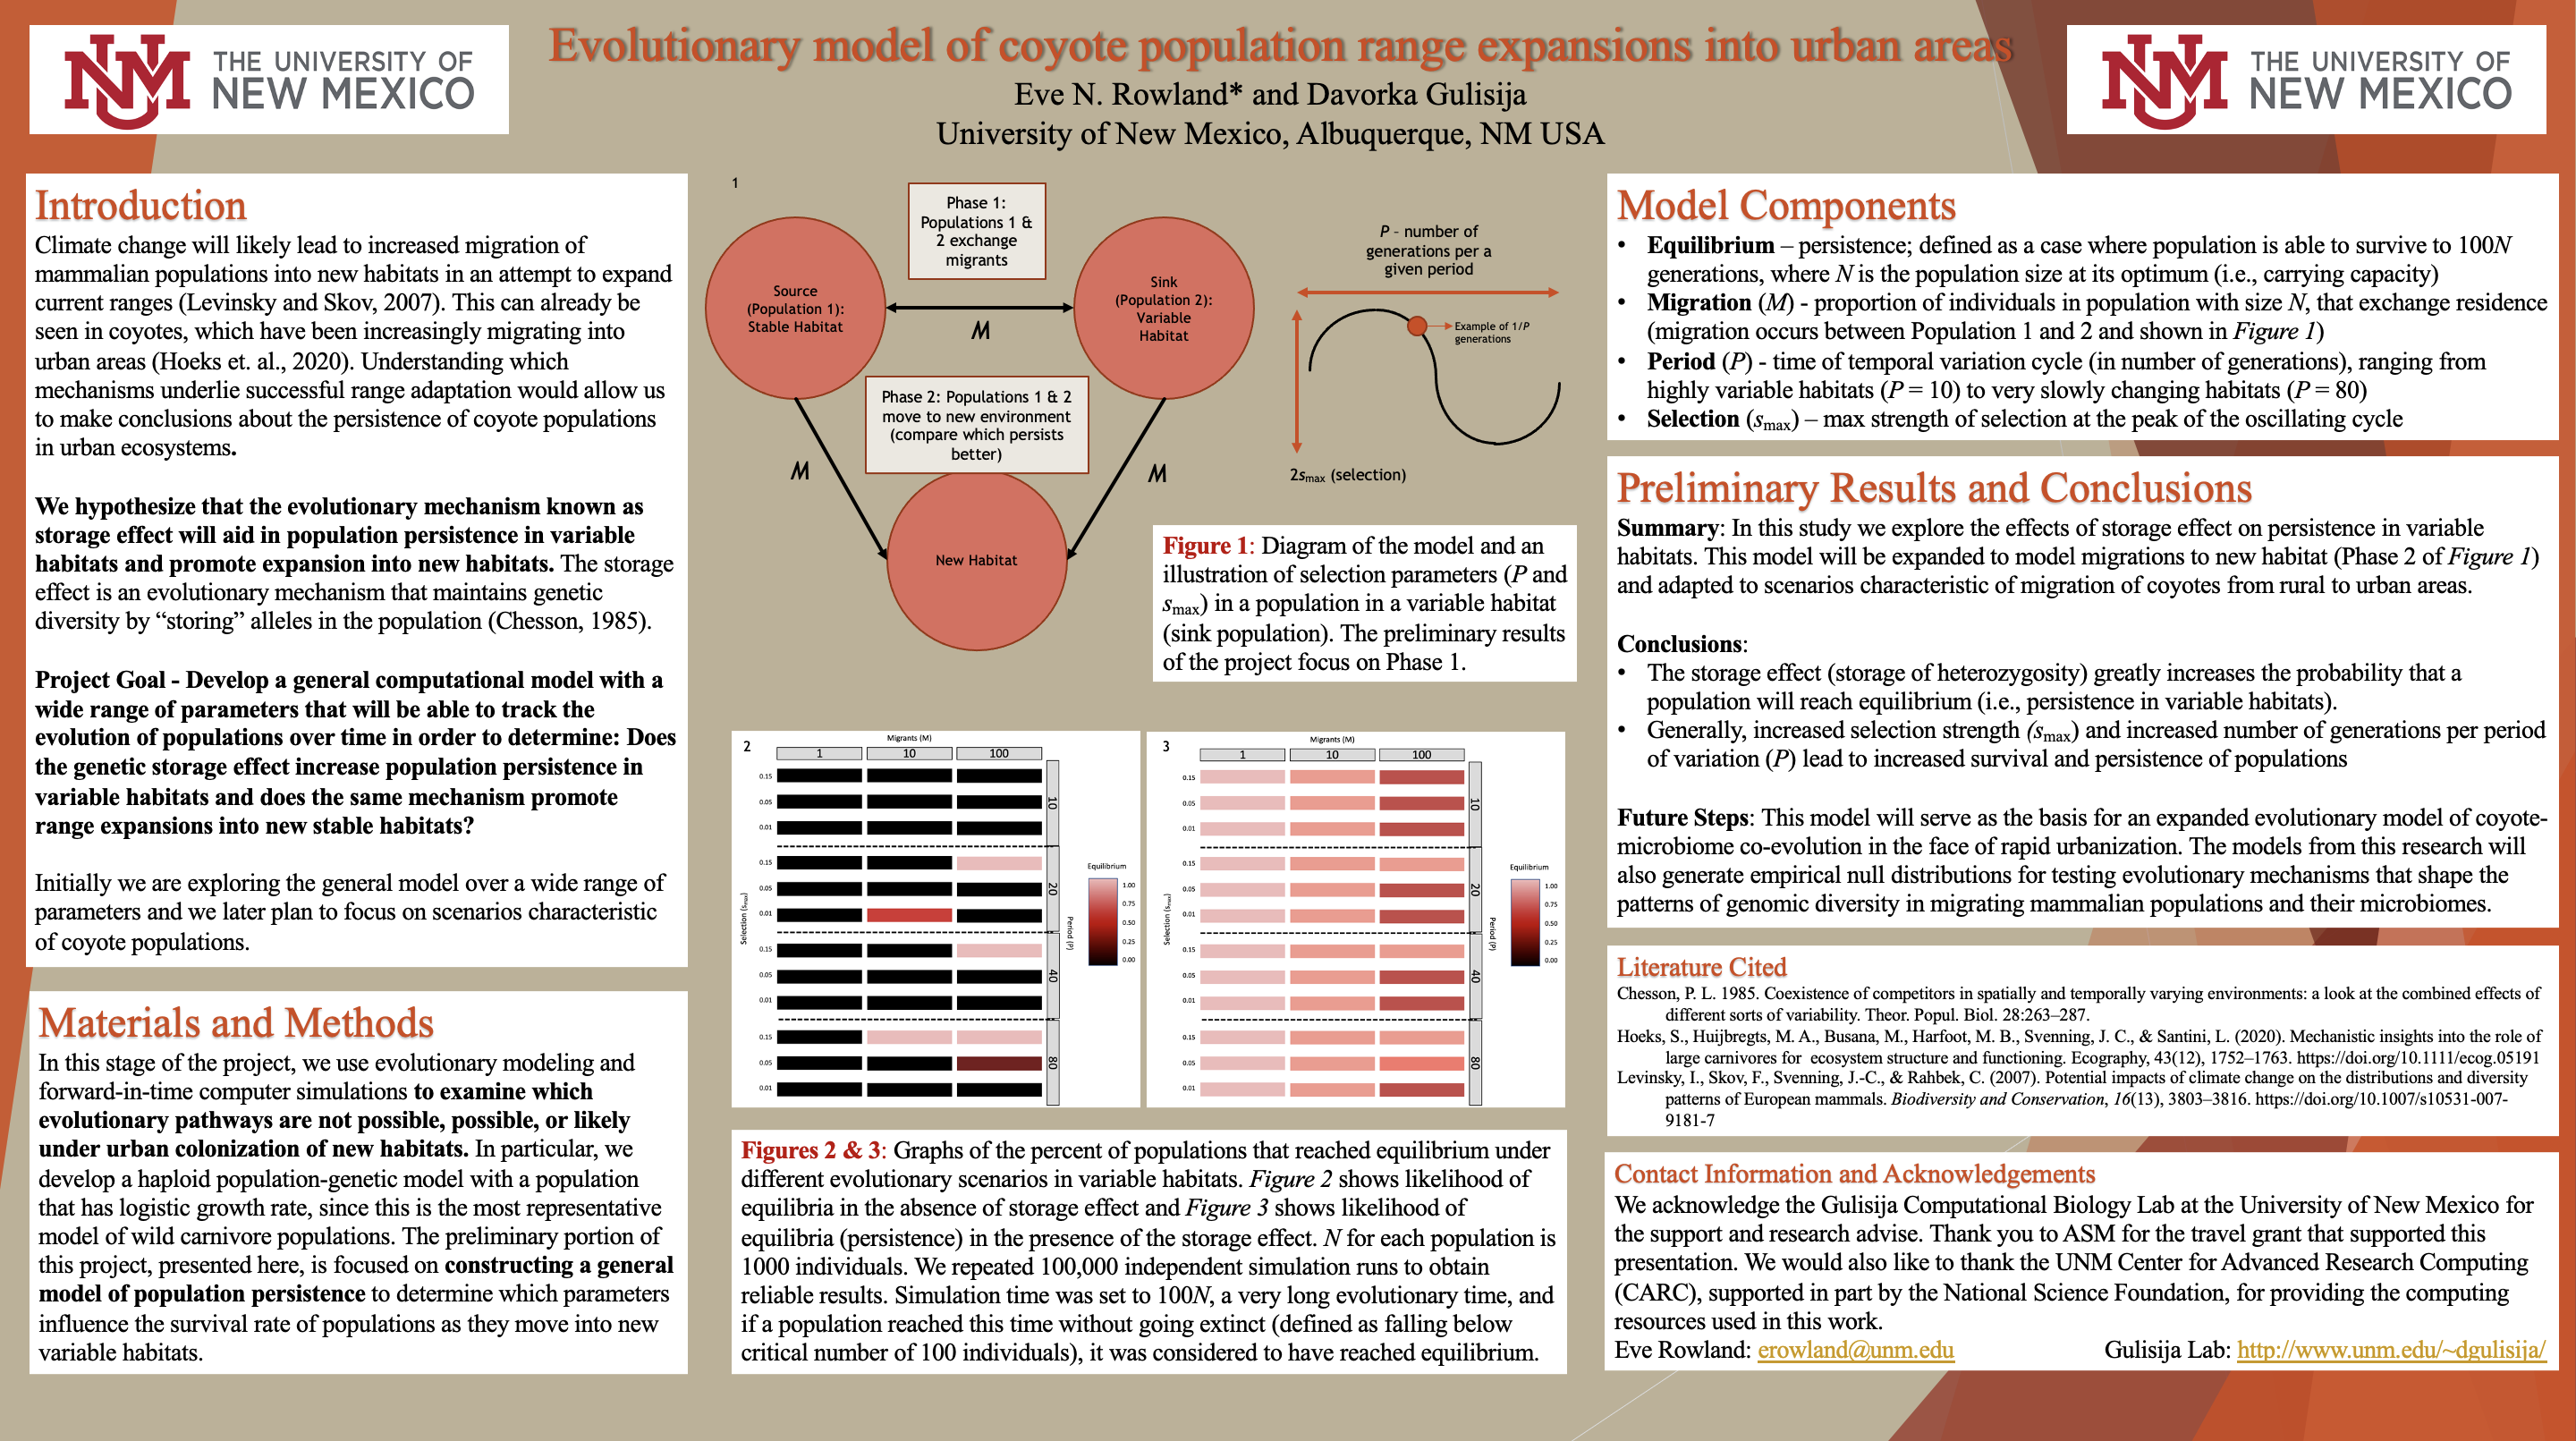 THE UNIVERSITY OF
NEW MEXICO
Evolutionary model of coyote population range expansions into urban areas
Eve N. Rowland* and Davorka Gulisija
University of New Mexico, Albuquerque, NM USA
THE UNIVERSITY OF
NEW MEXICO
Introduction
Climate change will likely lead to increased migration of
mammalian populations into new habitats in an attempt to expand
current ranges (Levinsky and Skov, 2007). This can already be
seen in coyotes, which have been increasingly migrating into
urban areas (Hoeks et. al., 2020). Understanding which
mechanisms underlie successful range adaptation would allow us
to make conclusions about the persistence of coyote populations
in urban ecosystems.
We hypothesize that the evolutionary mechanism known as
storage effect will aid in population persistence in variable
habitats and promote expansion into new habitats. The storage
effect is an evolutionary mechanism that maintains genetic
diversity by “storing” alleles in the population (Chesson, 1985).
Project Goal - Develop a general computational model with a
wide range of parameters that will be able to track the
evolution of populations over time in order to determine: Does
the genetic storage effect increase population persistence in
variable habitats and does the same mechanism promote
range expansions into new stable habitats?
Initially we are exploring the general model over a wide range of
parameters and we later plan to focus on scenarios characteristic
of coyote populations.
Materials and Methods
In this stage of the project, we use evolutionary modeling and
forward-in-time computer simulations to examine which
evolutionary pathways are not possible, possible, or likely
under urban colonization of new habitats. In particular, we
develop a haploid population-genetic model with a population
that has logistic growth rate, since this is the most representative
model of wild carnivore populations. The preliminary portion of
this project, presented here, is focused on constructing a general
model of population persistence to determine which parameters
influence the survival rate of populations as they move into new
variable habitats.
1
Phase 1:
Populations 1 &
2 exchange
migrants
Source
(Population 1):
Stable Habitat
M
Sink
(Population 2):
Variable
Habitat
Phase 2: Populations 1 & 2
move to new environment
(compare which persists
better)
M
M
New Habitat
P – number of
generations per a
given period
Example of 1/P
generations
2smax (selection)
Figure 1: Diagram of the model and an
illustration of selection parameters (P and
smax) in a population in a variable habitat
(sink population). The preliminary results
of the project focus on Phase 1.
2
Migrants (M)
1 10 100
0.15
0.05
0.01
10
0.15
0.05
0.01
20
0.15
0.05
0.01
40
0.15
0.05
0.01
80
Selection (smax)
Period (P)
Equilibrium
1.00
0.75
0.50
0.25
0.00
3
Migrants (M)
1 10 100
0.15
0.05
0.01
10
0.15
0.05
0.01
20
0.15
0.05
0.01
40
0.15
0.05
0.01
80
Selection (smax)
Period (P)
Equilibrium
1.00
0.75
0.50
0.25
0.00
Figures 2 & 3: Graphs of the percent of populations that reached equilibrium under
different evolutionary scenarios in variable habitats. Figure 2 shows likelihood of
equilibria in the absence of storage effect and Figure 3 shows likelihood of
equilibria (persistence) in the presence of the storage effect. N for each population is
1000 individuals. We repeated 100,000 independent simulation runs to obtain
reliable results. Simulation time was set to 100N, a very long evolutionary time, and
if a population reached this time without going extinct (defined as falling below
critical number of 100 individuals), it was considered to have reached equilibrium.
Model Components
• Equilibrium – persistence; defined as a case where population is able to survive to 100N
generations, where N is the population size at its optimum (i.e., carrying capacity)
• Migration (M) - proportion of individuals in population with size N, that exchange residence
(migration occurs between Population 1 and 2 and shown in Figure 1)
• Period (P) - time of temporal variation cycle (in number of generations), ranging from
highly variable habitats (P = 10) to very slowly changing habitats (P = 80)
• Selection (smax) – max strength of selection at the peak of the oscillating cycle
Preliminary Results and Conclusions
Summary: In this study we explore the effects of storage effect on persistence in variable
habitats. This model will be expanded to model migrations to new habitat (Phase 2 of Figure 1)
and adapted to scenarios characteristic of migration of coyotes from rural to urban areas.
Conclusions:
• The storage effect (storage of heterozygosity) greatly increases the probability that a
population will reach equilibrium (i.e., persistence in variable habitats).
• Generally, increased selection strength (smax) and increased number of generations per period
of variation (P) lead to increased survival and persistence of populations
Future Steps: This model will serve as the basis for an expanded evolutionary model of coyote-
microbiome co-evolution in the face of rapid urbanization. The models from this research will
also generate empirical null distributions for testing evolutionary mechanisms that shape the
patterns of genomic diversity in migrating mammalian populations and their microbiomes.
Literature Cited
Chesson, P. L. 1985. Coexistence of competitors in spatially and temporally varying environments: a look at the combined effects of
different sorts of variability. Theor. Popul. Biol. 28:263–287.
Hoeks, S., Huijbregts, M. A., Busana, M., Harfoot, M. B., Svenning, J. C., & Santini, L. (2020). Mechanistic insights into the role of
large carnivores for ecosystem structure and functioning. Ecography, 43(12), 1752–1763. https://doi.org/10.1111/ecog.05191
Levinsky, I., Skov, F., Svenning, J.-C., & Rahbek, C. (2007). Potential impacts of climate change on the distributions and diversity
patterns of European mammals. Biodiversity and Conservation, 16(13), 3803–3816. https://doi.org/10.1007/s10531-007-
9181-7
Contact Information and Acknowledgements
We acknowledge the Gulisija Computational Biology Lab at the University of New Mexico for
the support and research advise. Thank you to ASM for the travel grant that supported this
presentation. We would also like to thank the UNM Center for Advanced Research Computing
(CARC), supported in part by the National Science Foundation, for providing the computing
resources used in this work.
Eve Rowland: erowland@unm.edu Gulisija Lab: http://www.unm.edu/~dgulisija/